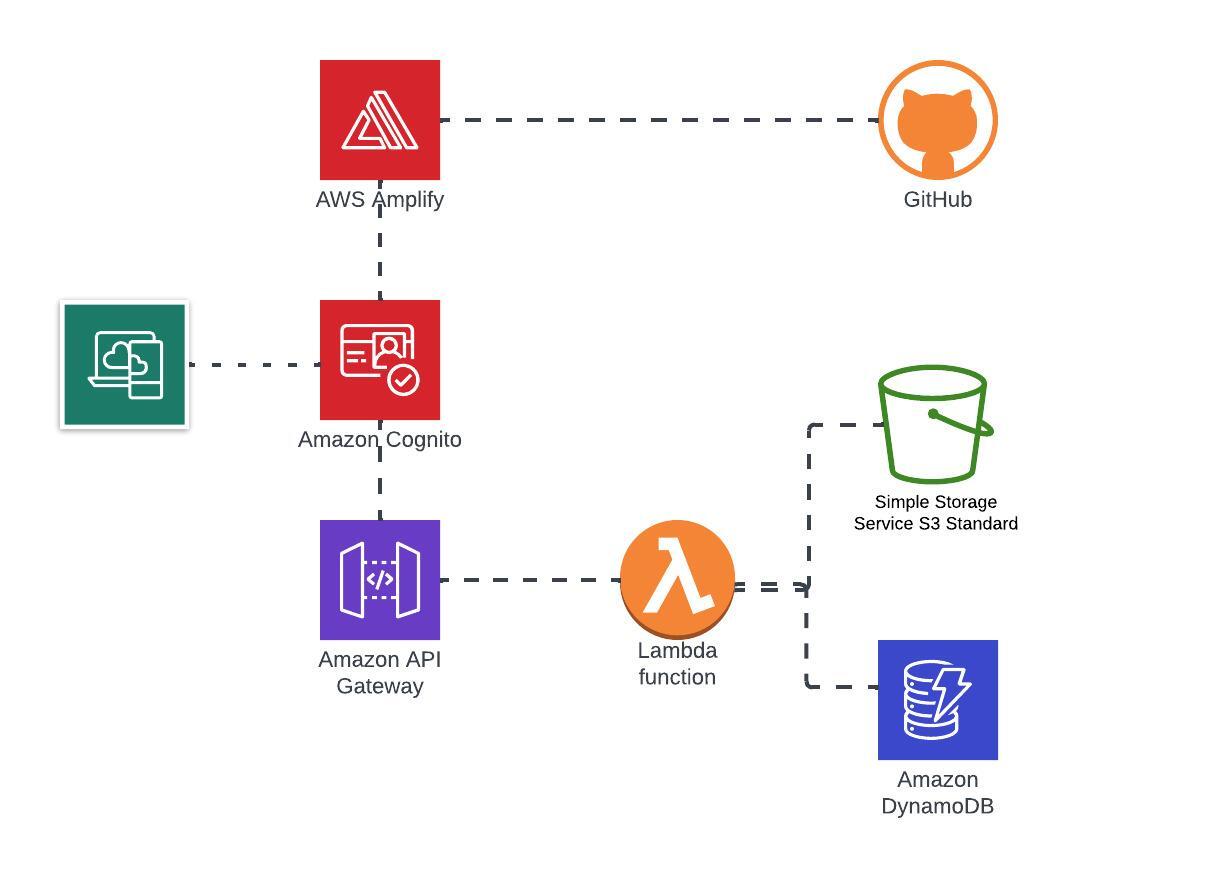 AWS Amplify
GitHub
Amazon Cognito
Simple Storage
Service S3 Standard
</>
Amazon API
Gateway
Lambda
function
Amazon
DynamoDB